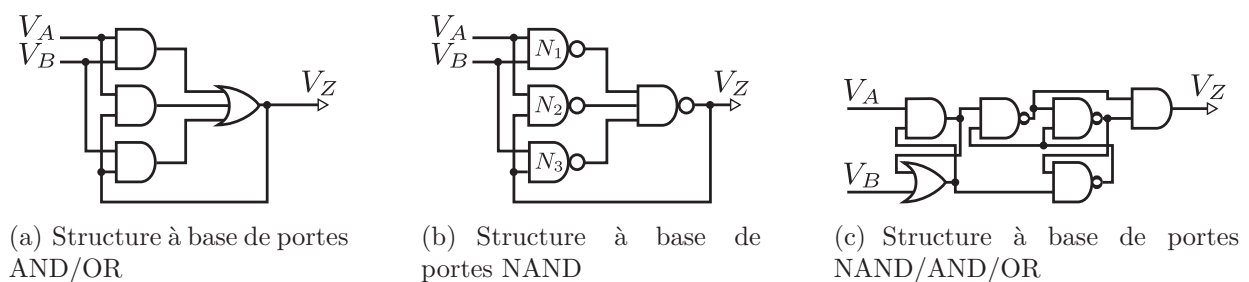 V_A
V_B
V_Z
(a) Structure à base de portes
AND/OR
V_A
V_B
N_1
N_2
N_3
V_Z
(b) Structure à base de
portes NAND
V_A
V_B
V_Z
(c) Structure à base de portes
NAND/AND/OR